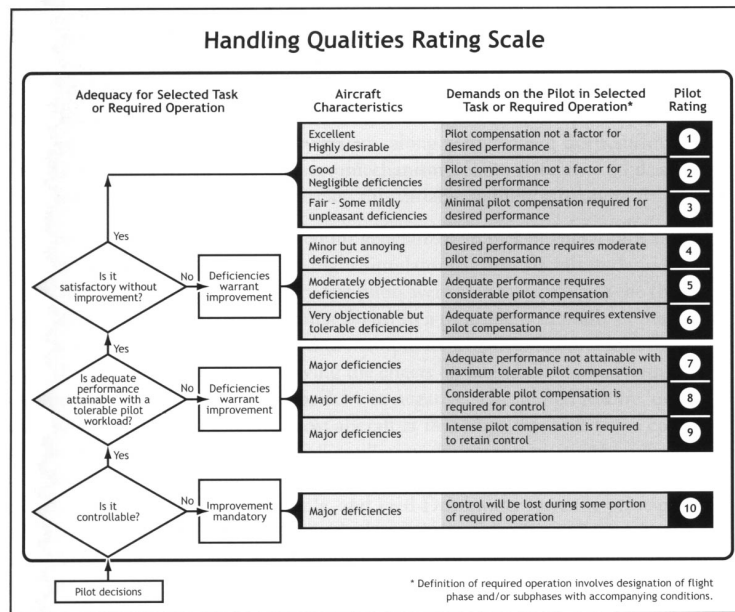 Handling Qualities Rating Scale
Adequacy for Selected Task
or Required Operation
Aircraft
Characteristics
Demands on the Pilot in Selected
Task or Required Operation*
Pilot
Rating
Excellent
Highly desirable
Pilot compensation not a factor for
desired performance
1
Good
Negligible deficiencies
Pilot compensation not a factor for
desired performance
2
Fair – Some mildly
unpleasant deficiencies
Minimal pilot compensation required for
desired performance
3
Yes
Is it
satisfactory without
improvement?
No
Deficiencies
warrant
improvement
Minor but annoying
deficiencies
Desired performance requires moderate
pilot compensation
4
Moderately objectionable
deficiencies
Adequate performance requires
considerable pilot compensation
5
Very objectionable but
tolerable deficiencies
Adequate performance requires extensive
pilot compensation
6
Yes
Is adequate
performance
attainable with a
tolerable pilot
workload?
No
Deficiencies
warrant
improvement
Major deficiencies
Adequate performance not attainable with
maximum tolerable pilot compensation
7
Major deficiencies
Considerable pilot compensation is
required for control
8
Major deficiencies
Intense pilot compensation is required
to retain control
9
Yes
Is it
controllable?
No
Improvement
mandatory
Major deficiencies
Control will be lost during some portion
of required operation
10
Pilot decisions
* Definition of required operation involves designation of flight
phase and/or subphases with accompanying conditions.